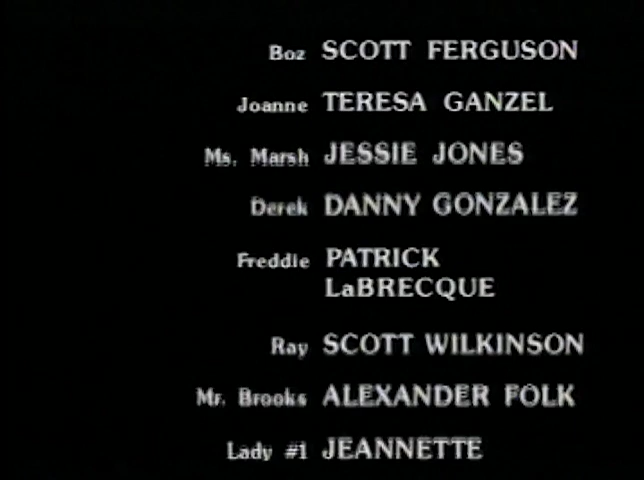 Boz SCOTT FERGUSON
Joanne TERESA GANZEL
Ms. Marsh JESSIE JONES
Derek DANNY GONZALEZ
Freddie PATRICK
LaBRECQUE
Ray SCOTT WILKINSON
Mr. Brooks ALEXANDER FOLK
Lady #1 JEANNETTE